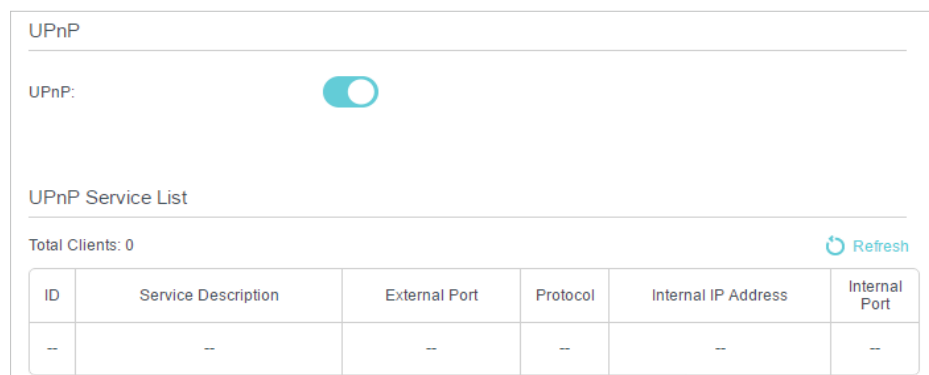 UPnP
UPnP:
UPnP Service List
Total Clients: 0
Refresh
ID Service Description External Port Protocol Internal IP Address Internal Port
-- -- -- -- -- --